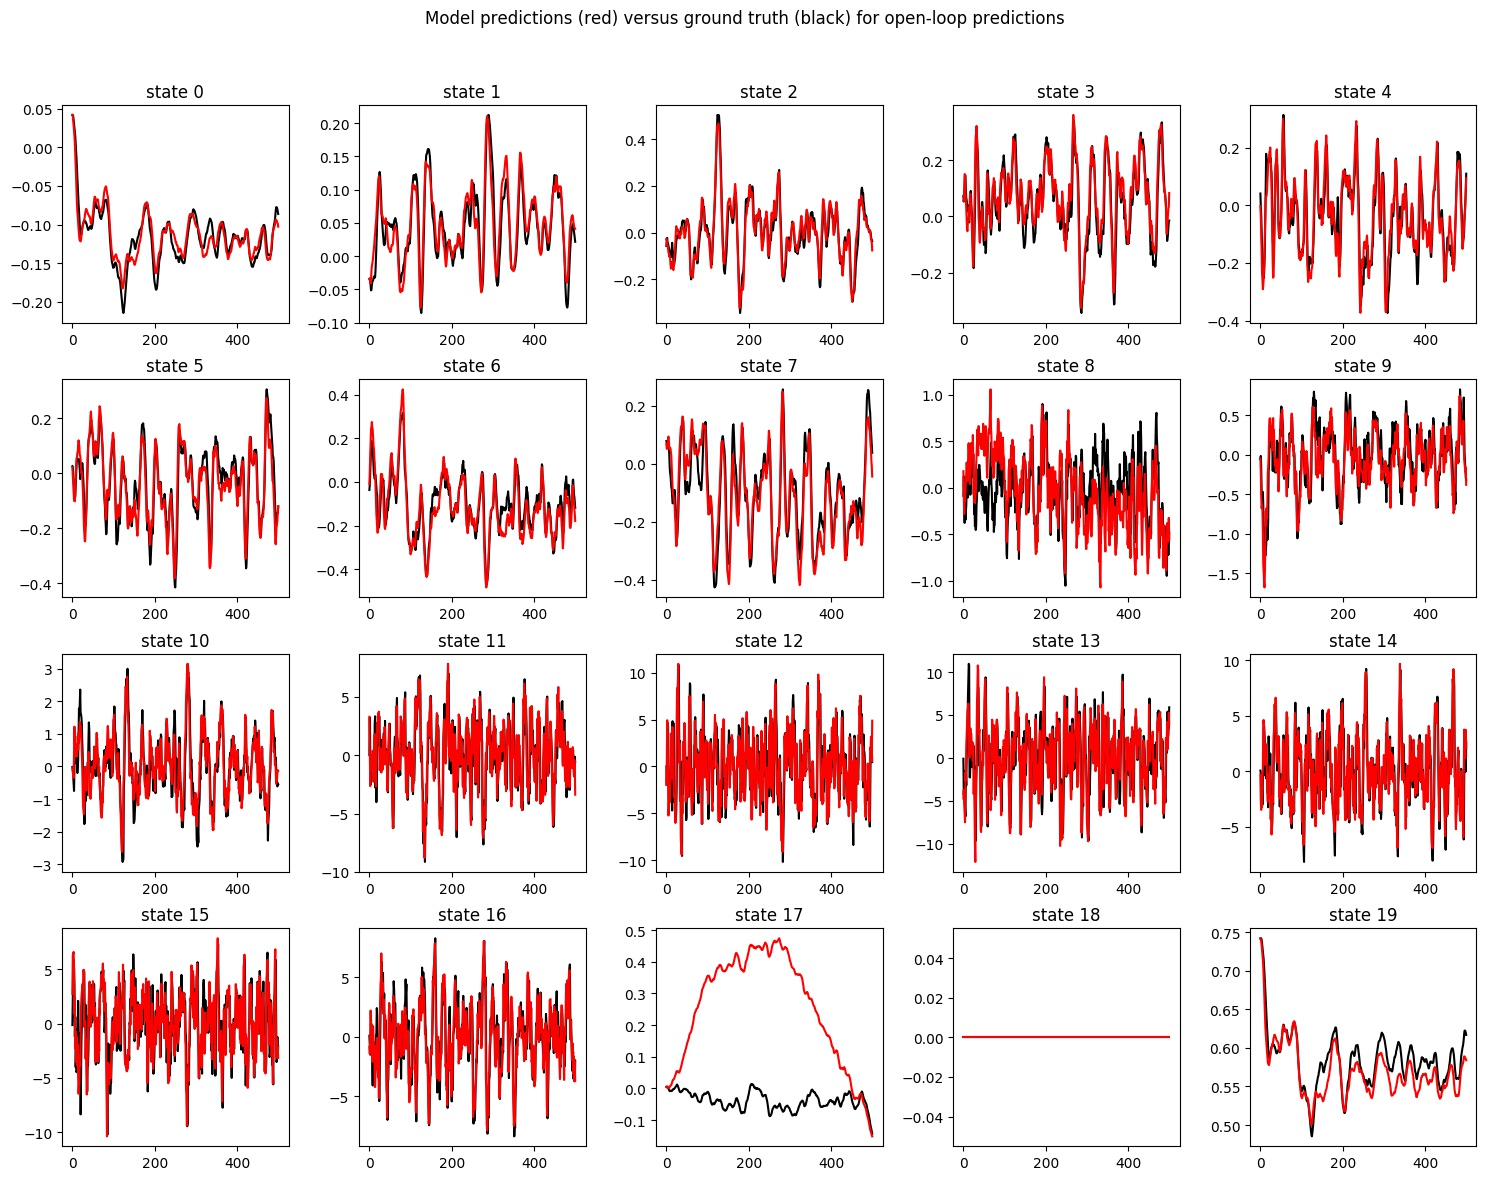 Model predictions (red) versus ground truth (black) for open-loop predictions
state 0 state 1 state 2 state 3 state 4
0.05 0.00 −0.05 −0.10 −0.15 −0.20
0.20 0.15 0.10 0.05 0.00 −0.05 −0.10
0.4 0.2 0.0 −0.2
0.2 0.0 −0.2
0.2 0.0 −0.2 −0.4
0 200 400 0 200 400 0 200 400 0 200 400 0 200 400
state 5 state 6 state 7 state 8 state 9
0.2 0.0 −0.2 −0.4
0.4 0.2 0.0 −0.2 −0.4
0.2 0.0 −0.2 −0.4
1.0 0.5 0.0 −0.5 −1.0
0.5 0.0 −0.5 −1.0 −1.5
0 200 400 0 200 400 0 200 400 0 200 400 0 200 400
state 10 state 11 state 12 state 13 state 14
3 2 1 0 −1 −2 −3
5 0 −5 −10
10 5 0 −5 −10
10 5 0 −5 −10
10 5 0 −5
0 200 400 0 200 400 0 200 400 0 200 400 0 200 400
state 15 state 16 state 17 state 18 state 19
5 0 −5 −10
5 0 −5
0.5 0.4 0.3 0.2 0.1 0.0 −0.1
0.04 0.02 0.00 −0.02 −0.04
0.75 0.70 0.65 0.60 0.55 0.50
0 200 400 0 200 400 0 200 400 0 200 400 0 200 400